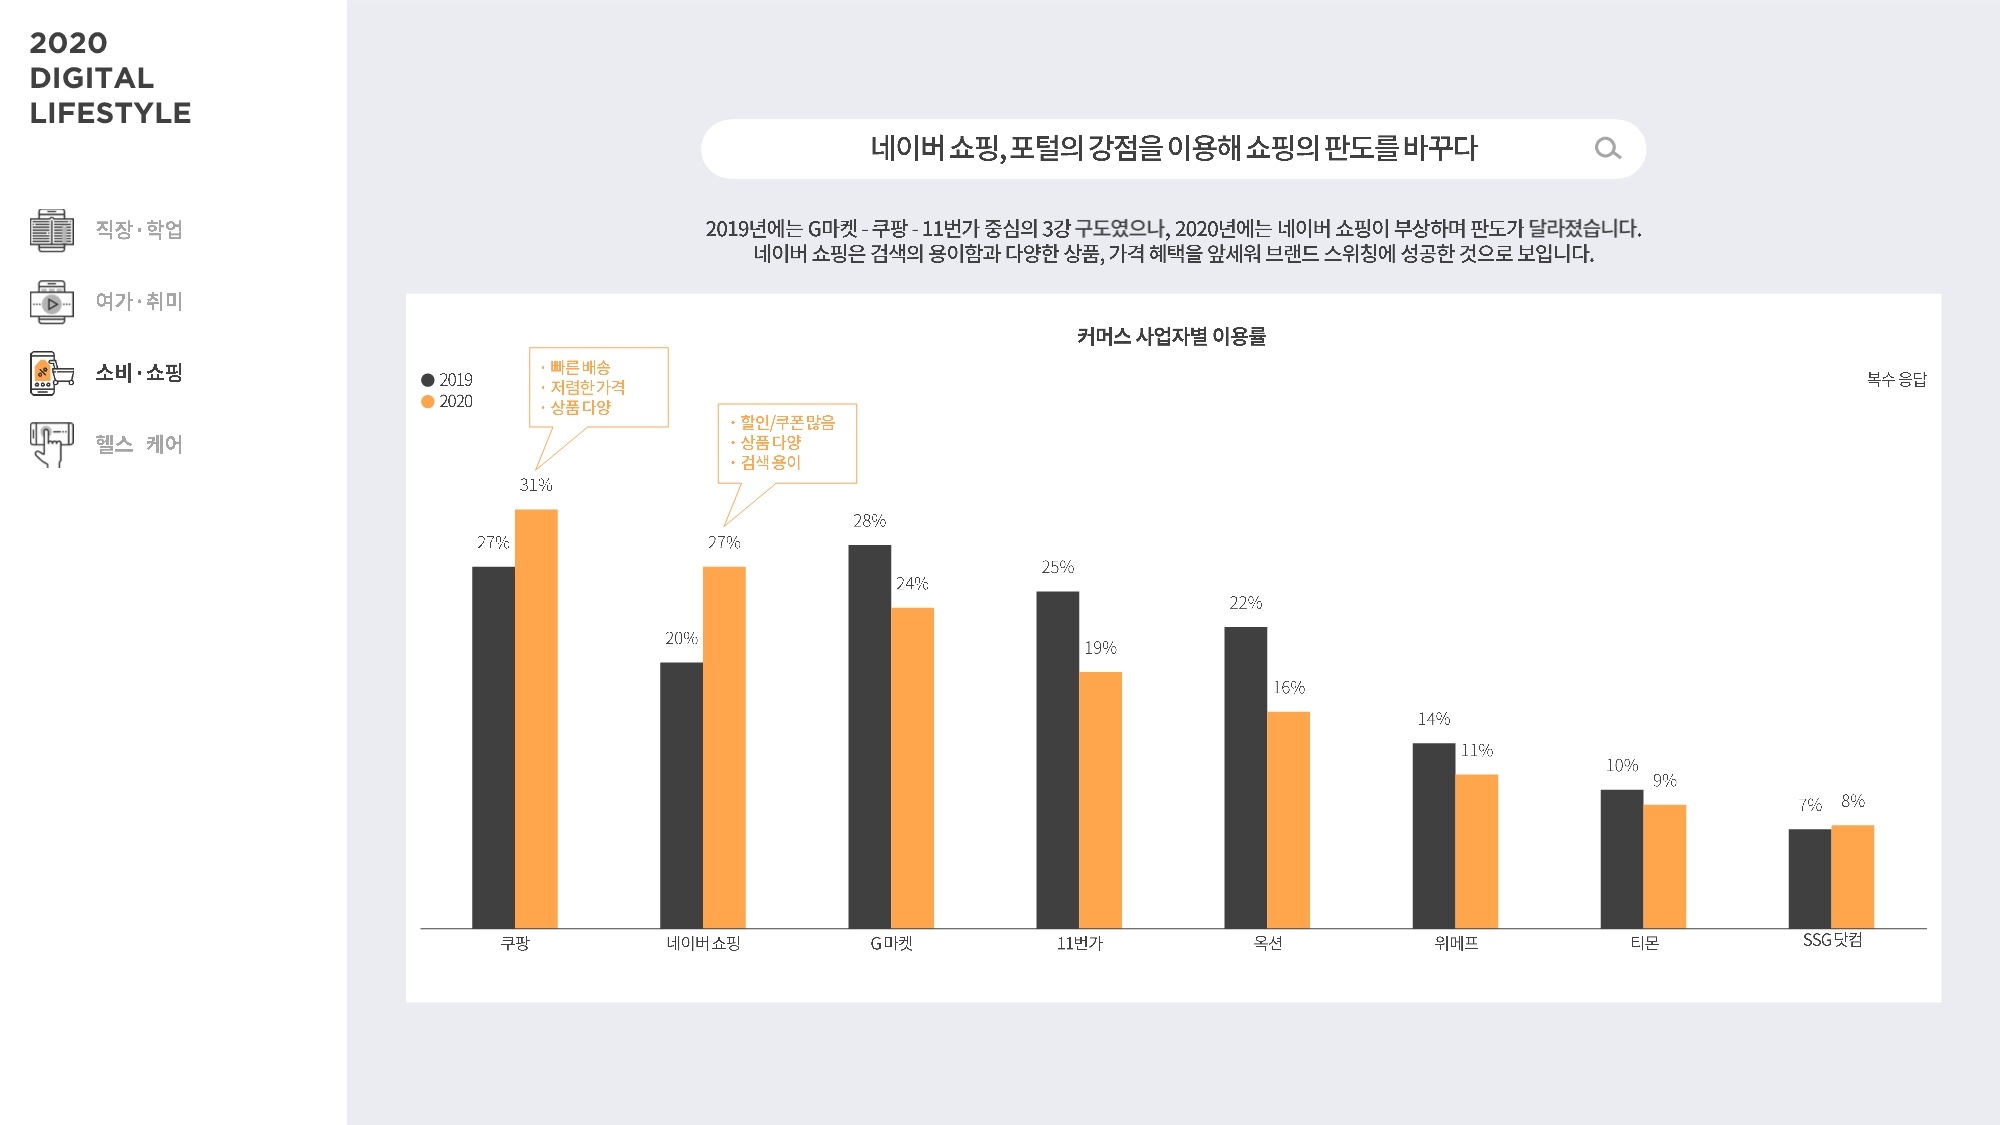 2020
DIGITAL
LIFESTYLE
직장·학업
여가·취미
소비·쇼핑
헬스 케어
네이버 쇼핑, 포털의 강점을 이용해 쇼핑의 판도를 바꾸다
2019년에는 G마켓 - 쿠팡 - 11번가 중심의 3강 구도였으나, 2020년에는 네이버 쇼핑이 부상하며 판도가 달라졌습니다.
네이버 쇼핑은 검색의 용이함과 다양한 상품, 가격 혜택을 앞세워 브랜드 스위칭에 성공한 것으로 보입니다.
커머스 사업자별 이용률
2019
2020
복수 응답
· 빠른 배송
· 저렴한 가격
· 상품 다양
· 할인/쿠폰 많음
· 상품 다양
· 검색 용이
27% 31%
20% 27%
28% 24%
25% 19%
22% 16%
14% 11%
10% 9%
7% 8%
쿠팡 네이버 쇼핑 G마켓 11번가 옥션 위메프 티몬 SSG닷컴